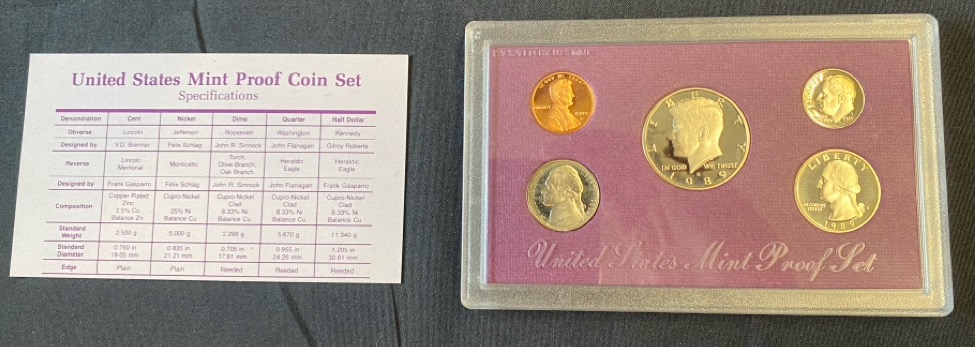 United States Mint Proof Coin Set
Specifications
Denomination Cent Nickel Dime Quarter Half Dollar
Obverse Lincoln Jefferson Roosevelt Washington Kennedy
Designed by V.D. Brenner Felix Schlag John R. Sinnock John Flanagan Gilroy Roberts
Reverse Lincoln Memorial Monticello Torch, Olive Branch, Oak Branch Heraldic Eagle Heraldic Eagle
Designed by Frank Gasparro Felix Schlag John R. Sinnock John Flanagan Frank Gasparro
Composition Copper Plated Zinc 2.5% Cu Balance Zn Cupro-Nickel 25% Ni Balance Cu Cupro-Nickel Clad 8.33% Ni Balance Cu Cupro-Nickel Clad 8.33% Ni Balance Cu Cupro-Nickel Clad 8.33% Ni Balance Cu
Standard Weight 2.500 g 5.000 g 2.268 g 5.670 g 11.340 g
Standard Diameter 0.750 in 19.05 mm 0.835 in 21.21 mm 0.705 in 17.91 mm 0.955 in 24.26 mm 1.205 in 30.61 mm
Edge Plain Plain Reeded Reeded Reeded
LIBERTY
IN GOD WE TRUST
1989
LIBERTY
IN GOD WE TRUST
1989
United States Mint Proof Set